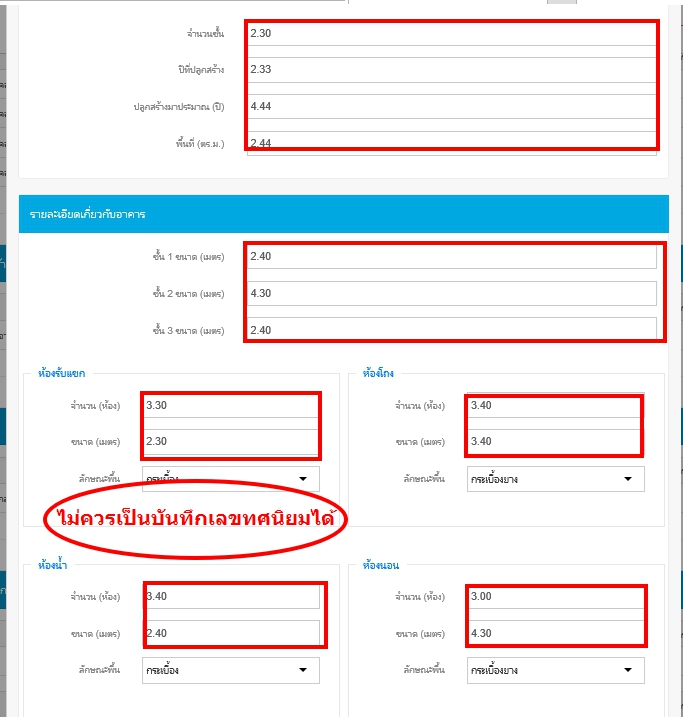 จำนวนชั้น 2.30
ปีที่ปลูกสร้าง 2.33
ปลูกสร้างมาประมาณ (ปี) 4.44
พื้นที่ (ตร.ม.) 2.44
รายละเอียดเกี่ยวกับอาคาร
ชั้น 1 ขนาด (เมตร) 2.40
ชั้น 2 ขนาด (เมตร) 4.30
ชั้น 3 ขนาด (เมตร) 2.40
ห้องรับแขก
จำนวน (ห้อง) 3.30
ขนาด (เมตร) 2.30
ลักษณะพื้น กระเบื้อง
ห้องโถง
จำนวน (ห้อง) 3.40
ขนาด (เมตร) 3.40
ลักษณะพื้น กระเบื้องยาง
ไม่ควรเป็นบันทึกเลขทศนิยมได้
ห้องน้ำ
จำนวน (ห้อง) 3.40
ขนาด (เมตร) 2.40
ลักษณะพื้น กระเบื้อง
ห้องนอน
จำนวน (ห้อง) 3.00
ขนาด (เมตร) 4.30
ลักษณะพื้น กระเบื้องยาง